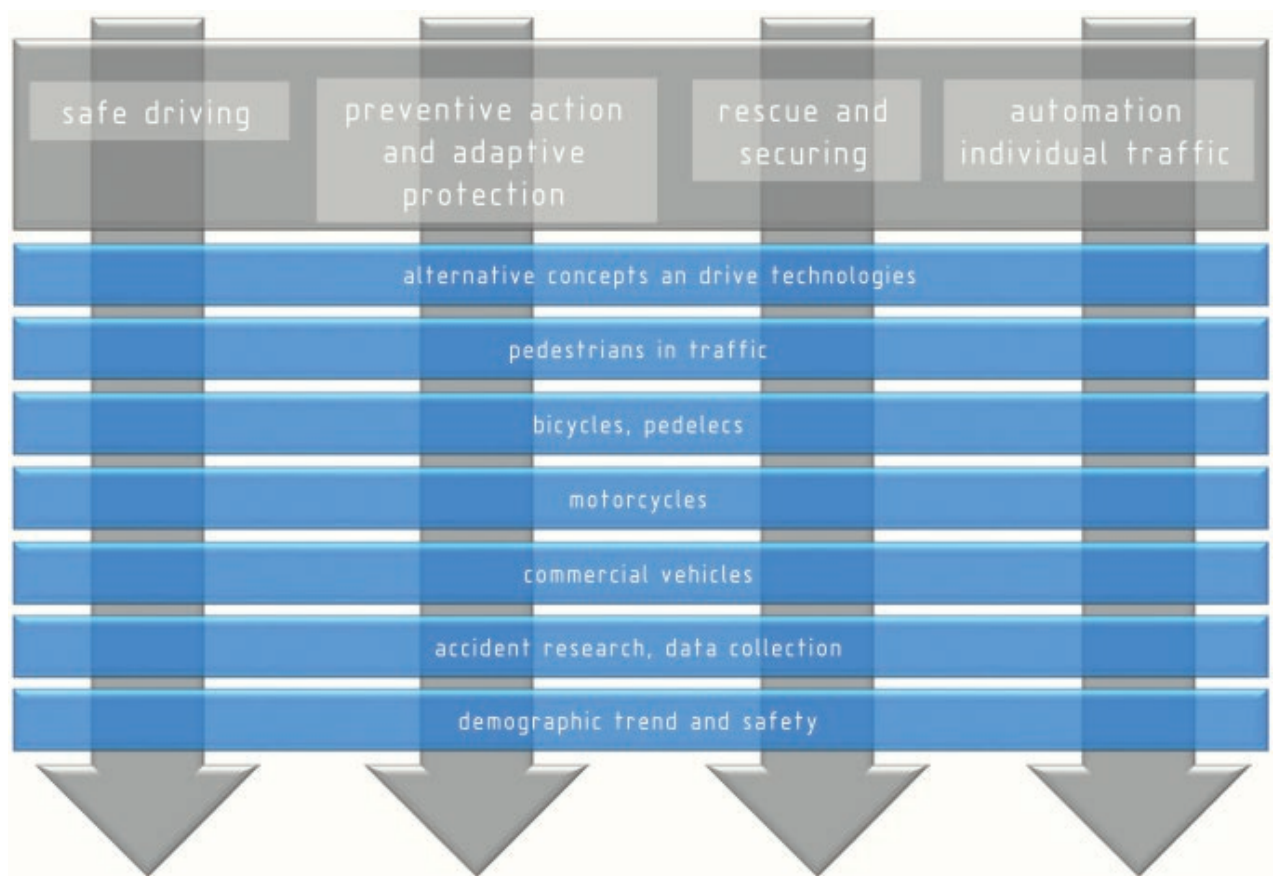 safe driving
preventive action
and adaptive
protection
rescue and
securing
automation
individual traffic
alternative concepts an drive technologies
pedestrians in traffic
bicycles, pedelecs
motorcycles
commercial vehicles
accident research, data collection
demographic trend and safety